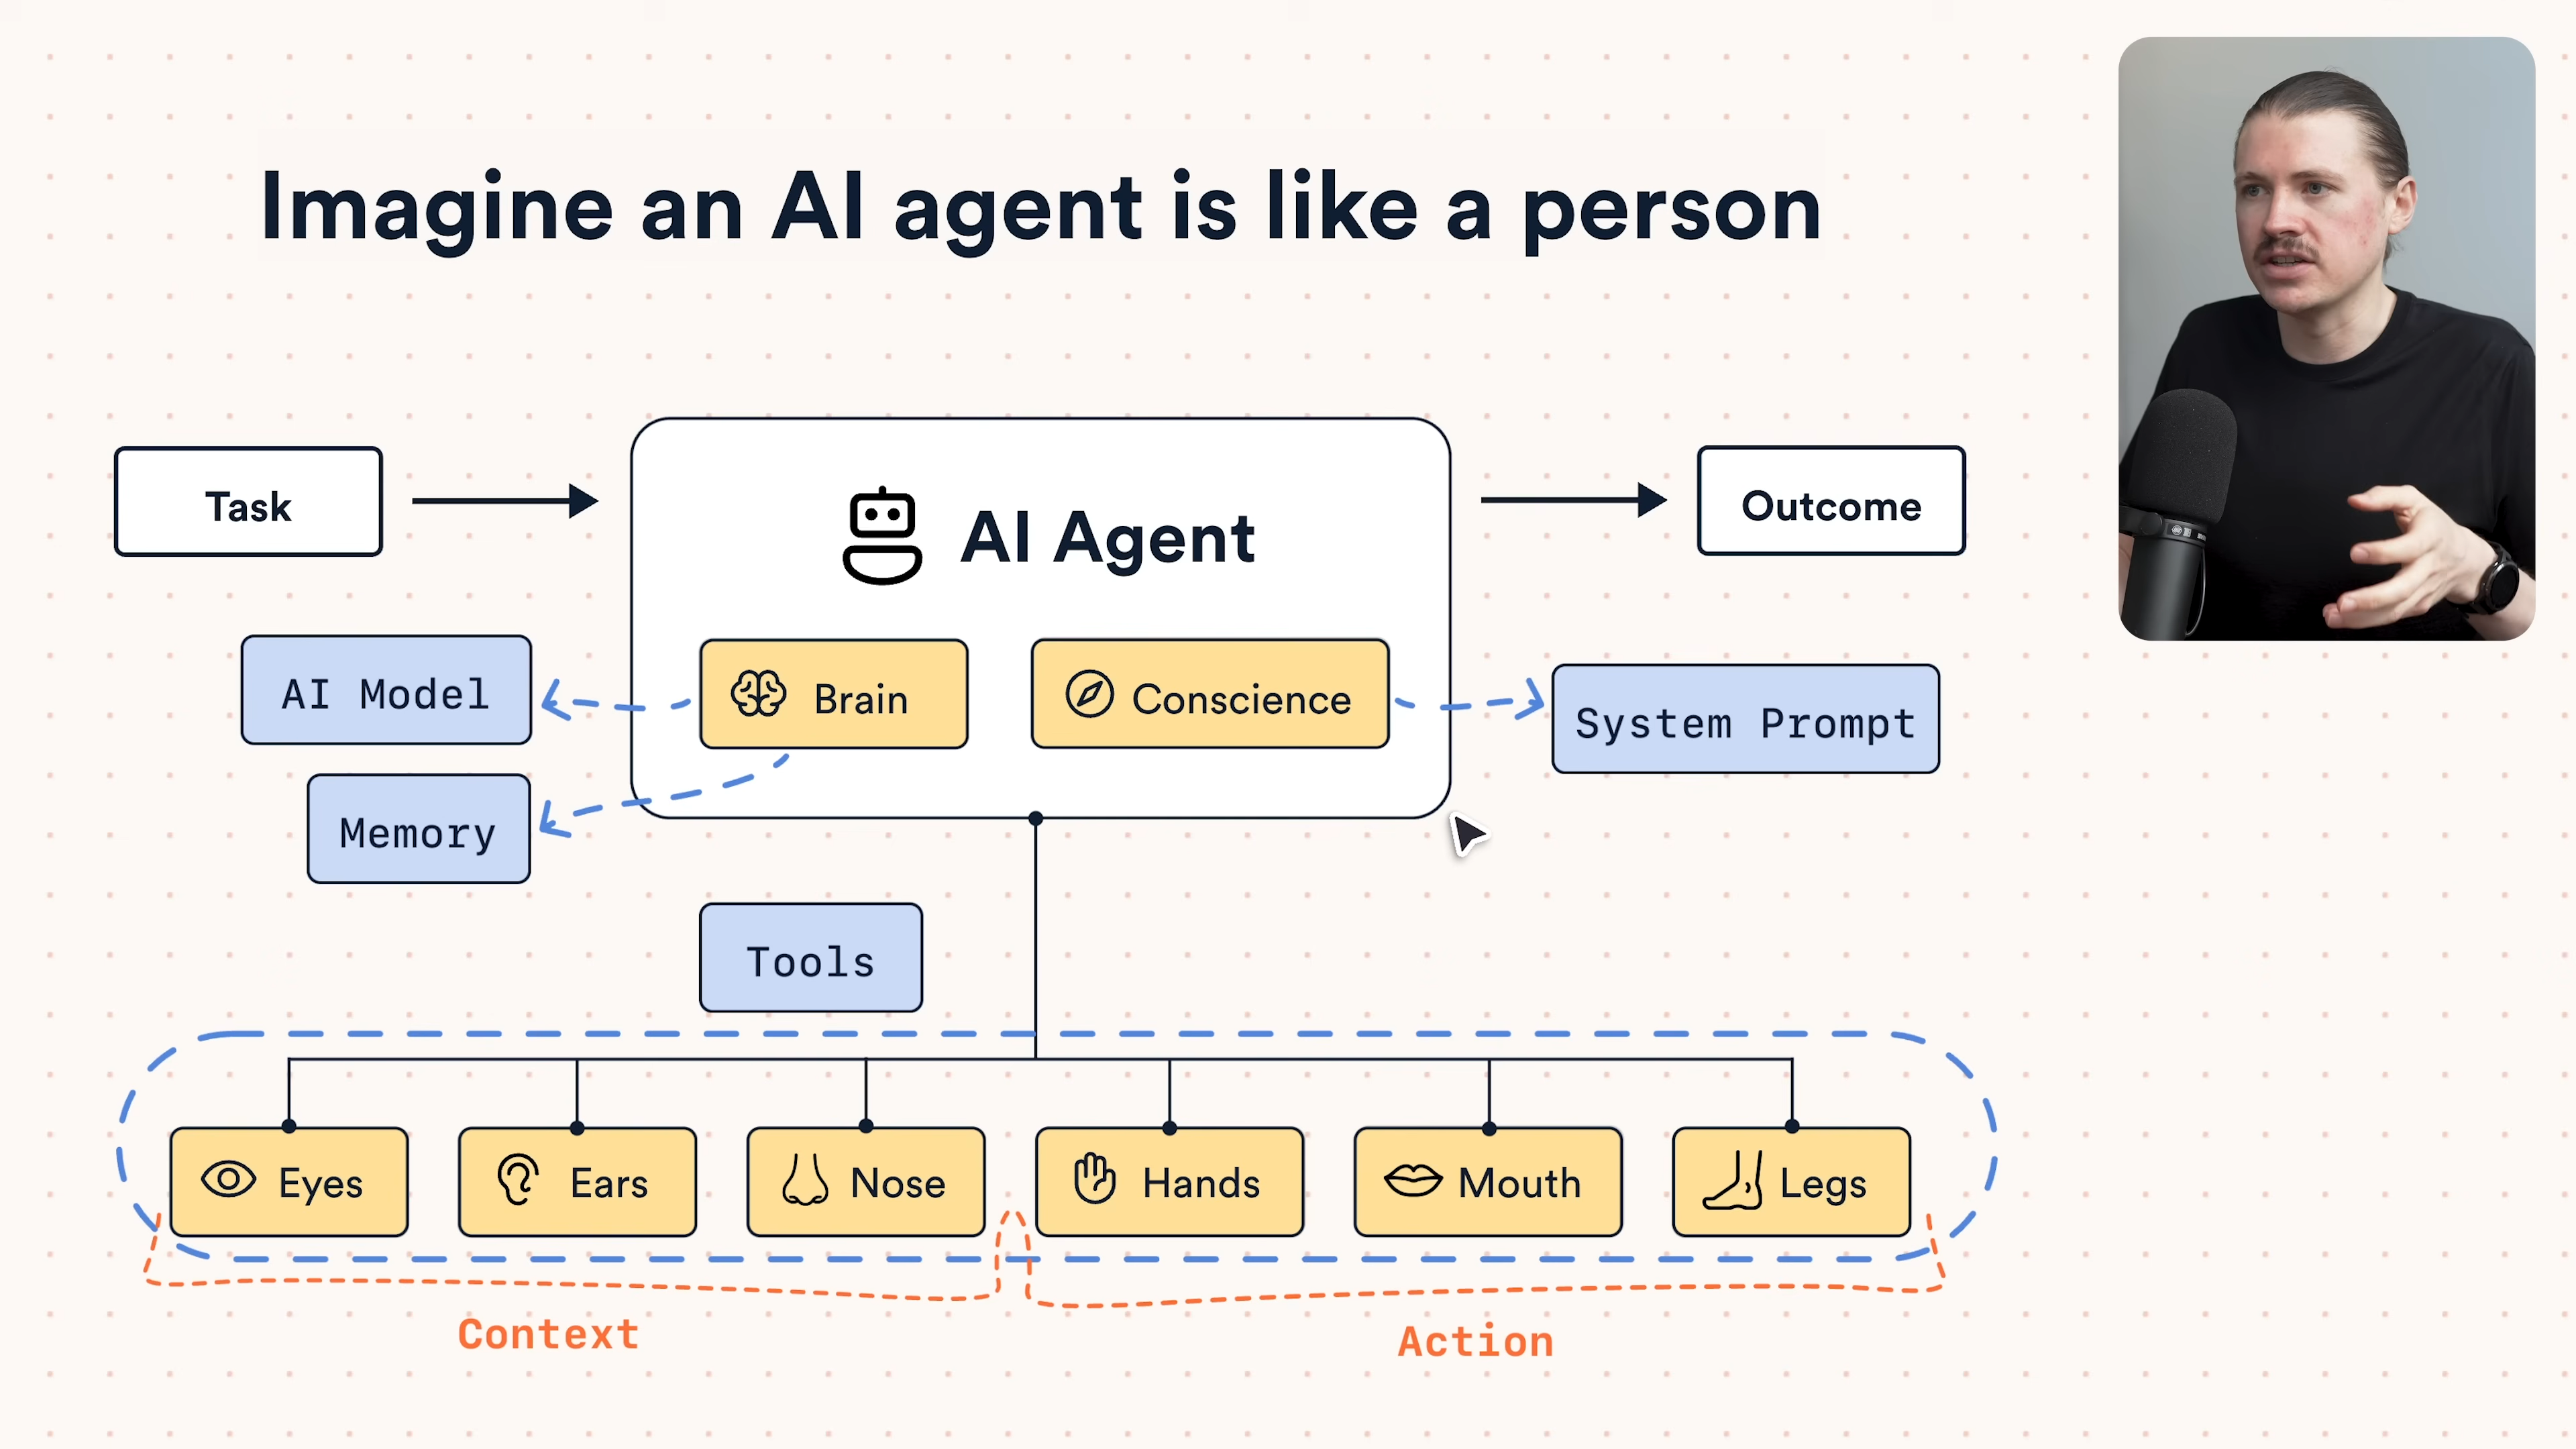 Imagine an AI agent is like a person
Task
AI Agent
Outcome
AI Model
Brain
Conscience
System Prompt
Memory
Tools
Eyes
Ears
Nose
Hands
Mouth
Legs
Context
Action